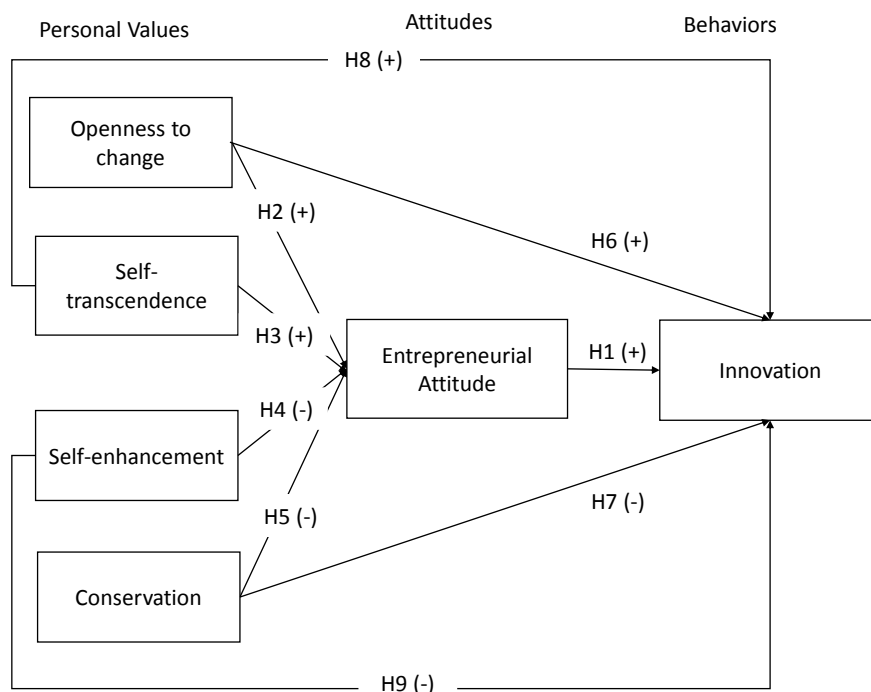 Personal Values
Attitudes
Behaviors
H8 (+)
Openness to
change
H2 (+)
H6 (+)
Self-
transcendence
H3 (+)
Entrepreneurial
Attitude
H1 (+)
Innovation
H4 (-)
Self-enhancement
H5 (-)
H7 (-)
Conservation
H9 (-)